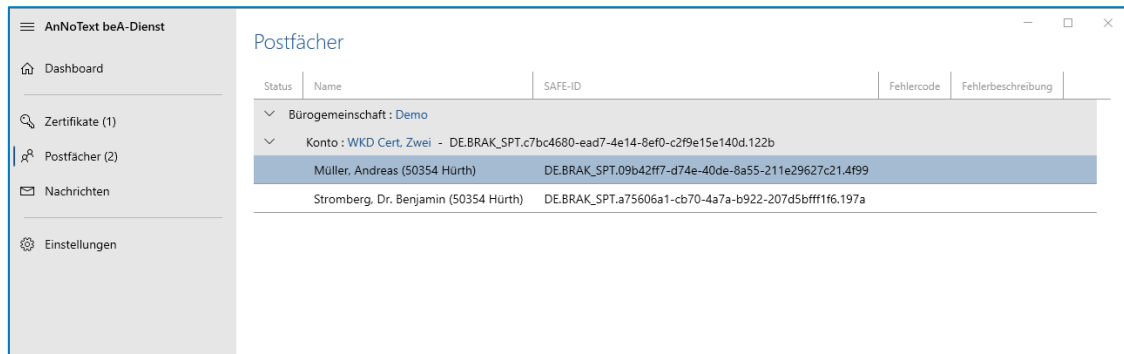 AnNoText beA-Dienst
Dashboard
Zertifikate (1)
Postfächer (2)
Nachrichten
Einstellungen
Postfächer
Status Name SAFE-ID Fehlercode Fehlerbeschreibung
Bürogemeinschaft : Demo
Konto : WKD Cert, Zwei - DE.BRAK_SPT.c7bc4680-ead7-4e14-8ef0-c2f9e15e140d.122b
Müller, Andreas (50354 Hürth) DE.BRAK_SPT.09b42ff7-d74e-40de-8a55-211e29627c21.4f99
Stromberg, Dr. Benjamin (50354 Hürth) DE.BRAK_SPT.a75606a1-cb70-4a7a-b922-207d5bfff1f6.197a